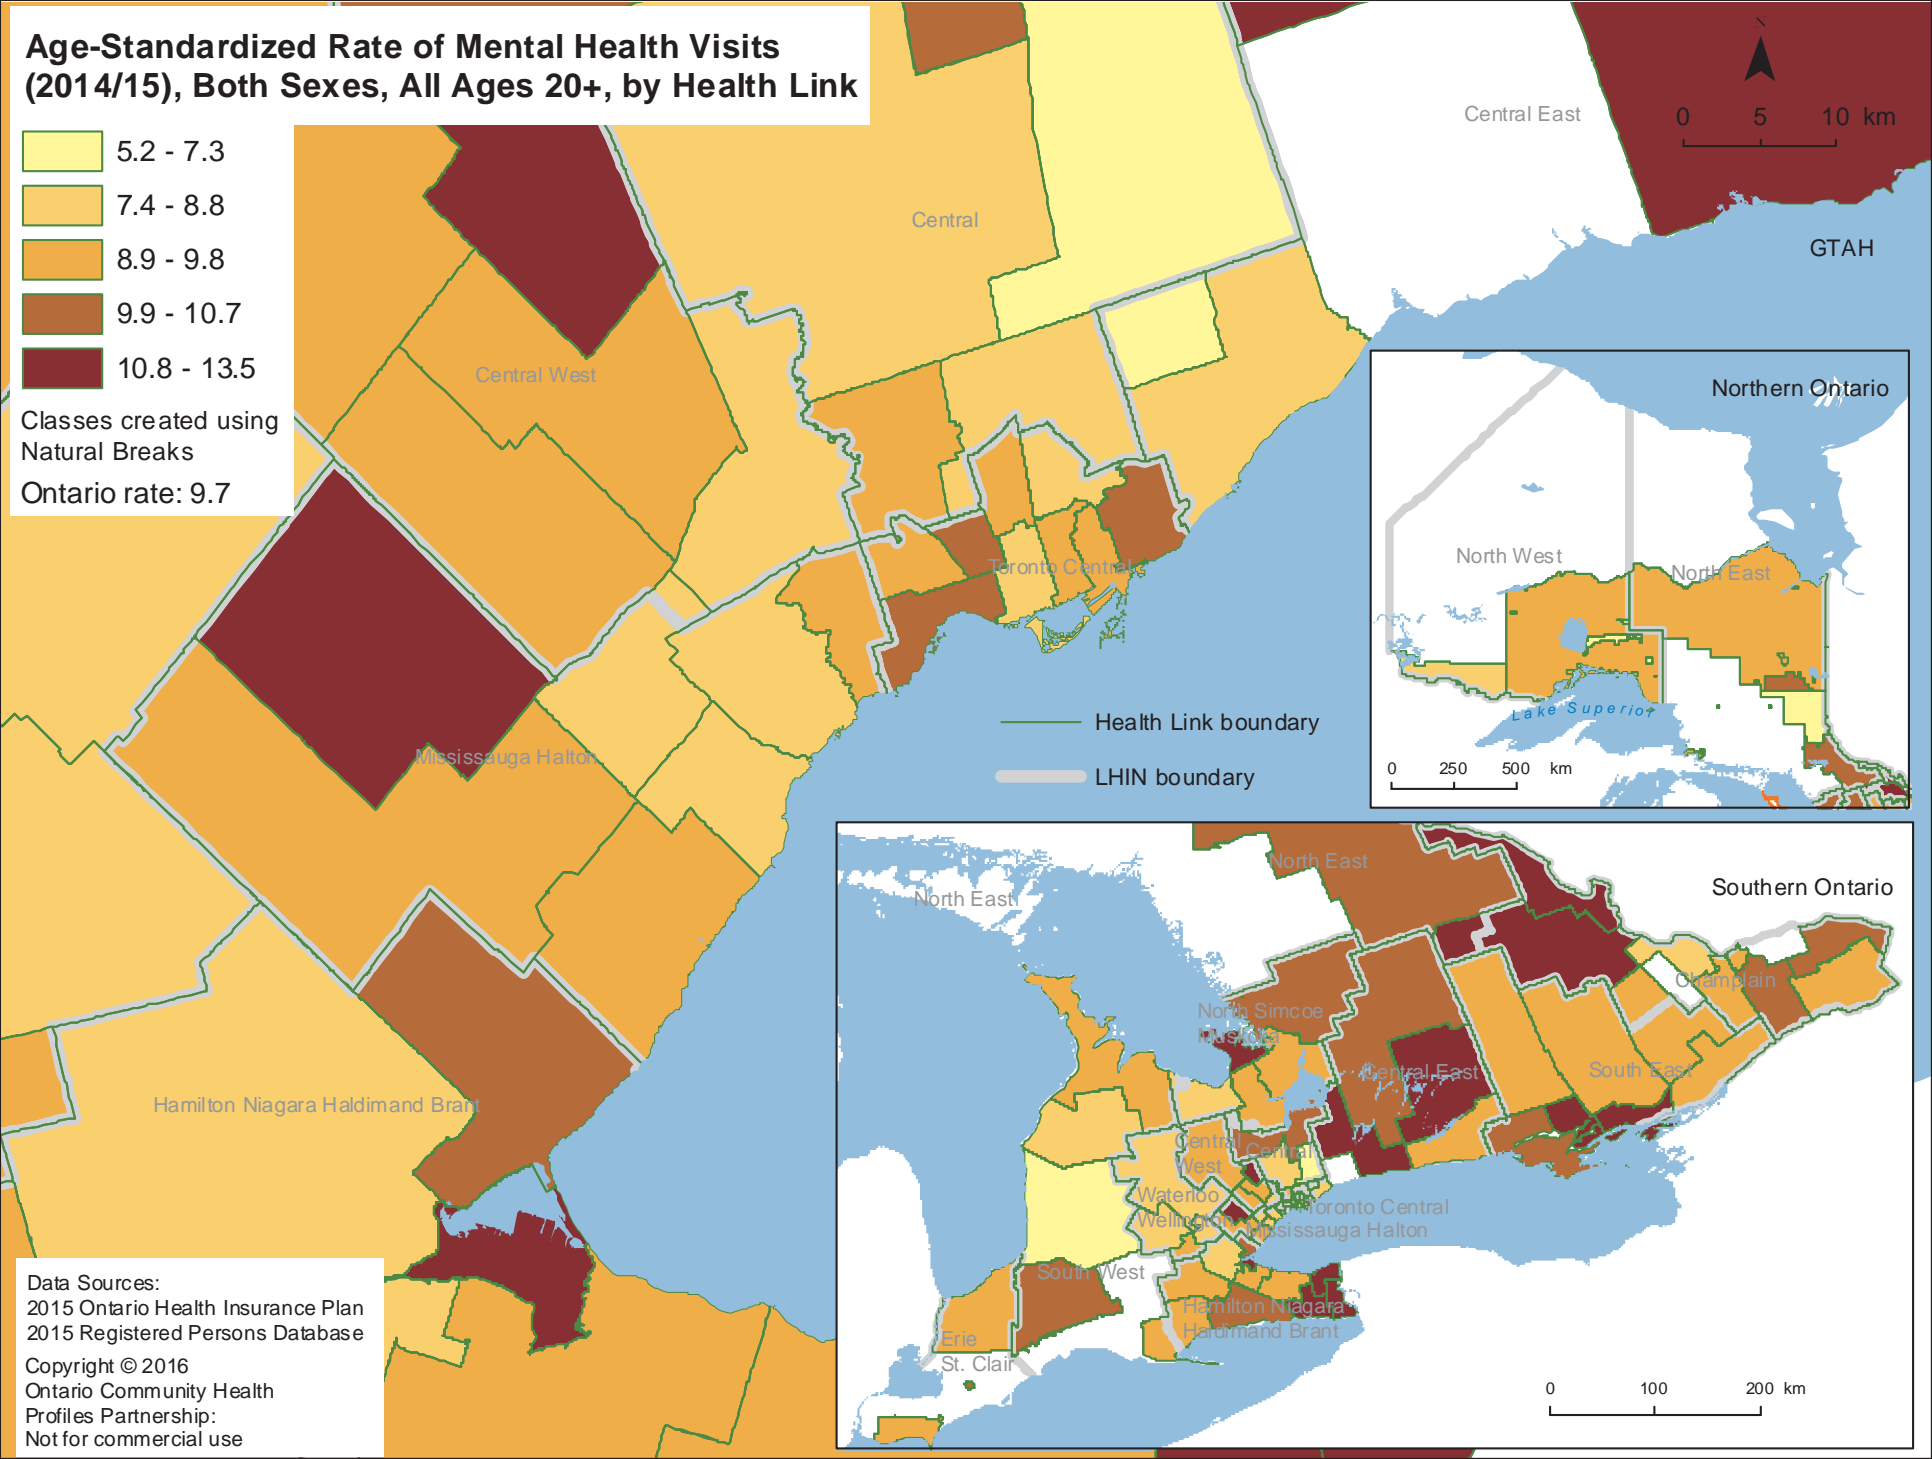 Age-Standardized Rate of Mental Health Visits
(2014/15), Both Sexes, All Ages 20+, by Health Link
5.2 - 7.3
7.4 - 8.8
8.9 - 9.8
9.9 - 10.7
10.8 - 13.5
Classes created using
Natural Breaks
Ontario rate: 9.7
Central East
0 5 10 km
Central
GTAH
Central West
Toronto Central
Mississauga Halton
Hamilton Niagara Haldimand Brant
Health Link boundary
LHIN boundary
Northern Ontario
North West
North East
Lake Superior
0 250 500 km
Southern Ontario
North East
North East
Champlain
North Simcoe
Muskoka
Central East
South East
Central
West
Central
Waterloo
Wellington
Toronto Central
Mississauga Halton
South West
Hamilton Niagara
Haldimand Brant
Erie
St. Clair
0 100 200 km
Data Sources:
2015 Ontario Health Insurance Plan
2015 Registered Persons Database
Copyright © 2016
Ontario Community Health
Profiles Partnership:
Not for commercial use